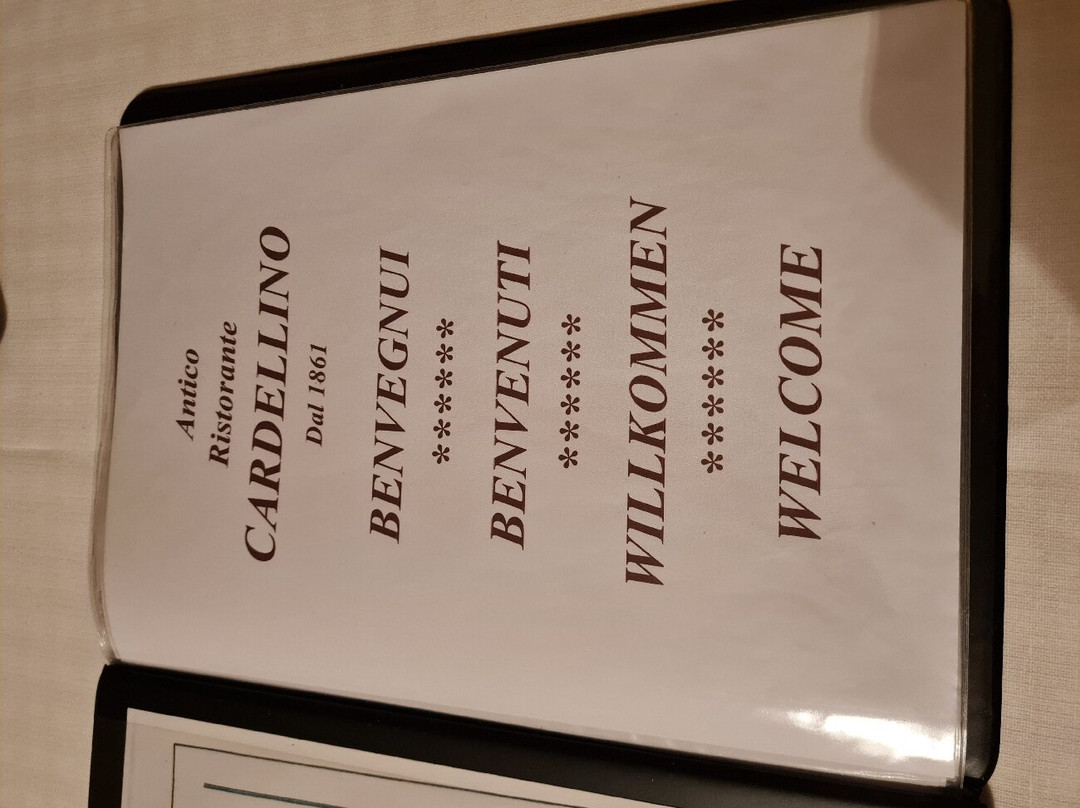 Antico
Ristorante
CARDELLINO
Dal 1861
BENVEGNUI
*******
BENVENUTI
*******
WILLKOMMEN
*******
WELCOME